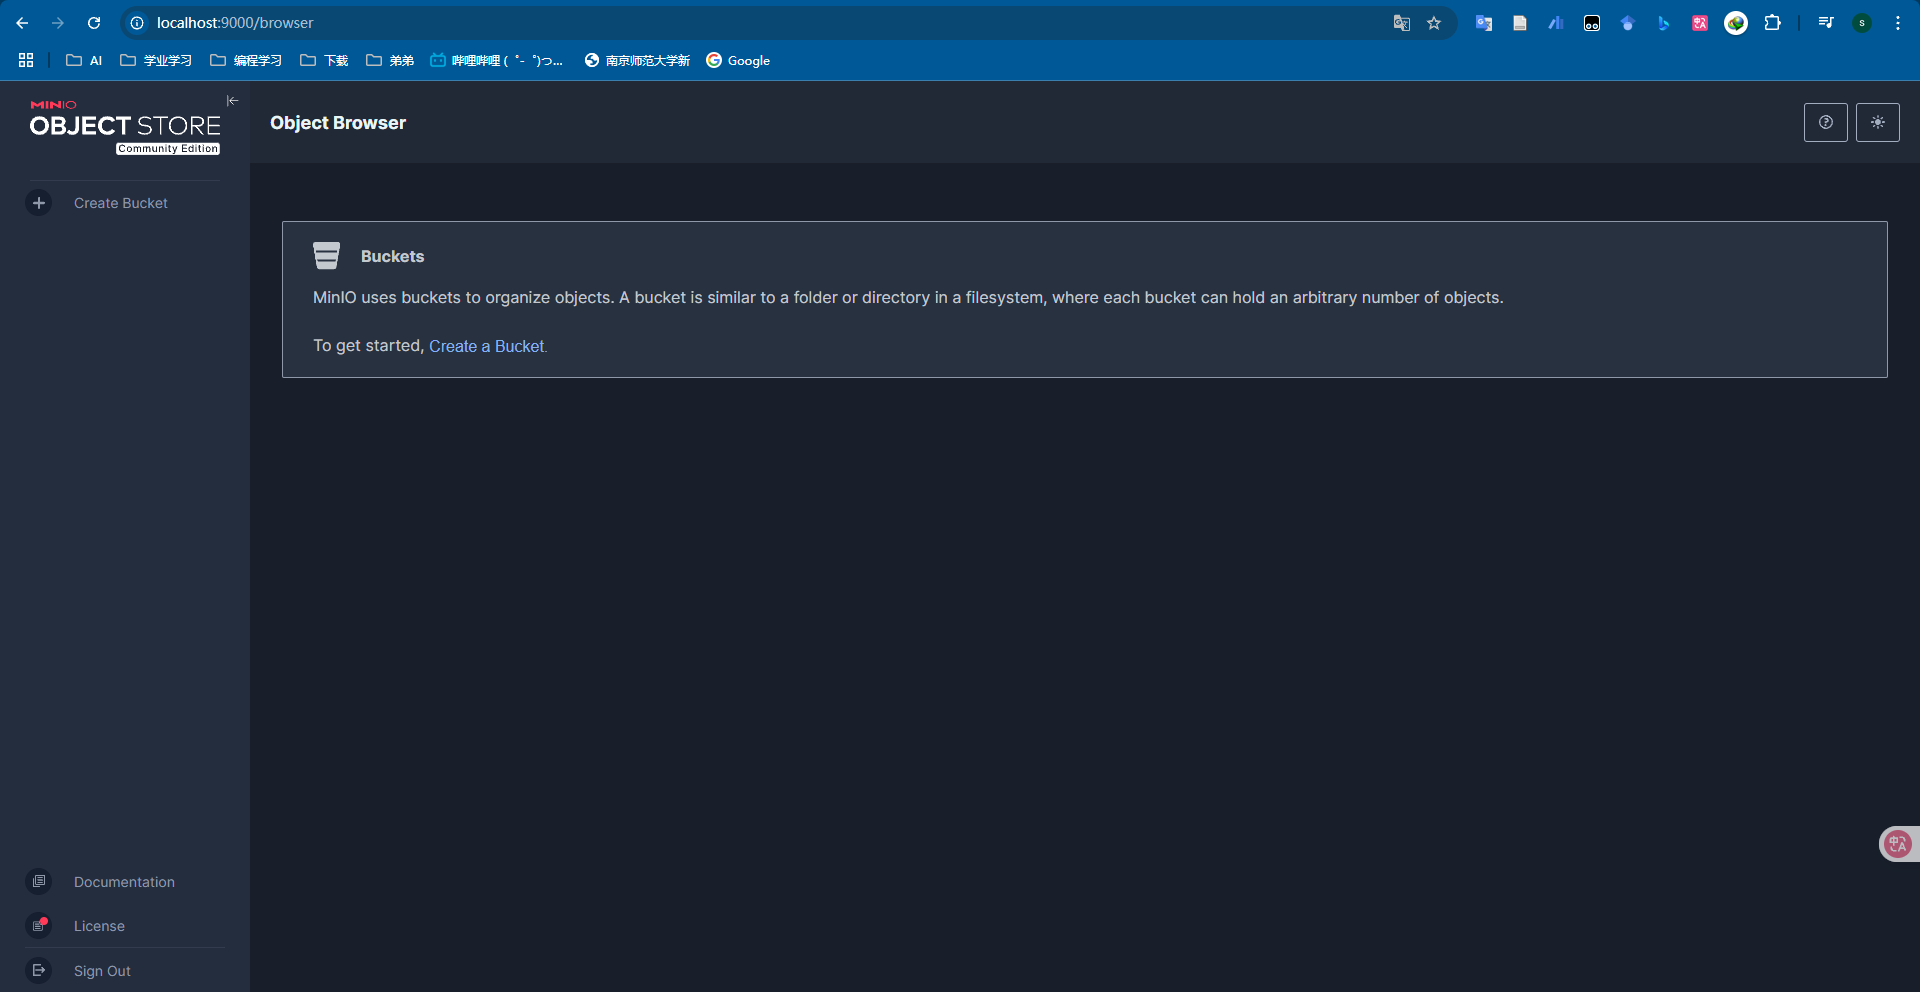 localhost:9000/browser
AI 学业学习 编程学习 下载 弟弟 哔哩哔哩 (゜-゜)つ... 南京师范大学新 Google
MINIO
OBJECT STORE
Community Edition
Create Bucket
Documentation
License
Sign Out
Object Browser
Buckets
MinIO uses buckets to organize objects. A bucket is similar to a folder or directory in a filesystem, where each bucket can hold an arbitrary number of objects.
To get started, Create a Bucket.